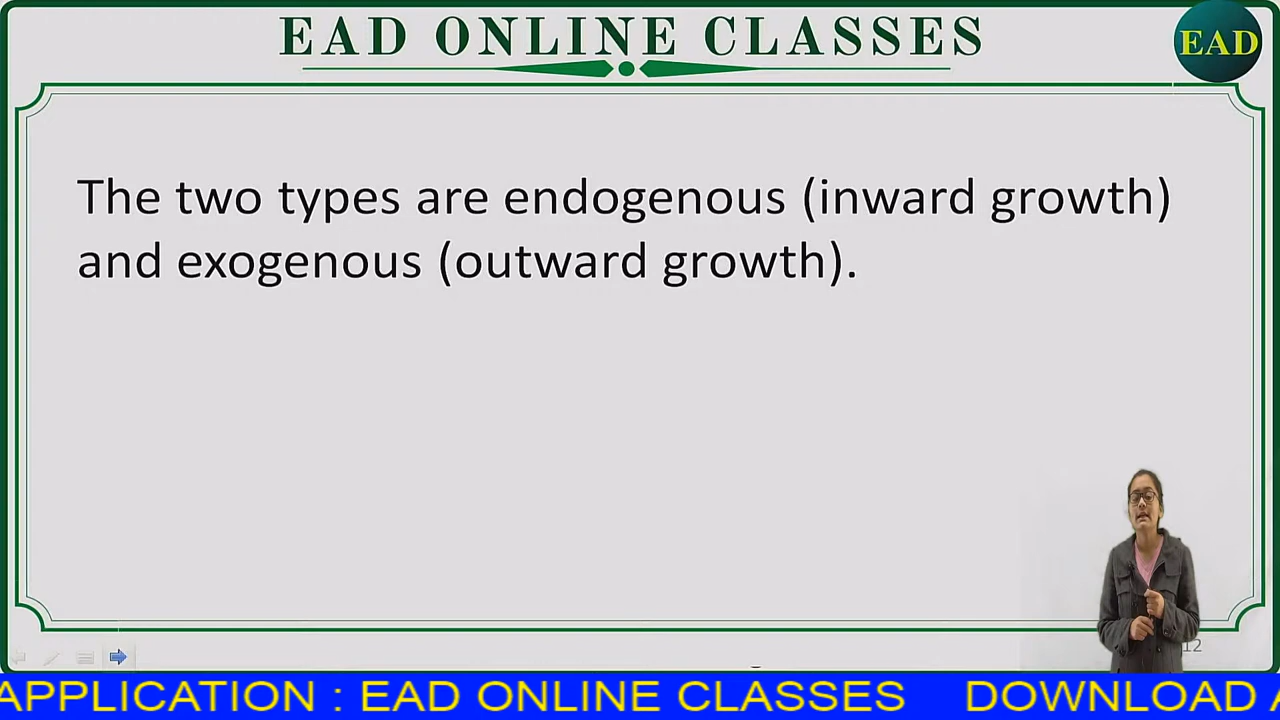 EAD ONLINE CLASSES
EAD
The two types are endogenous (inward growth)
and exogenous (outward growth).
12
APPLICATION : EAD ONLINE CLASSES DOWNLOAD A